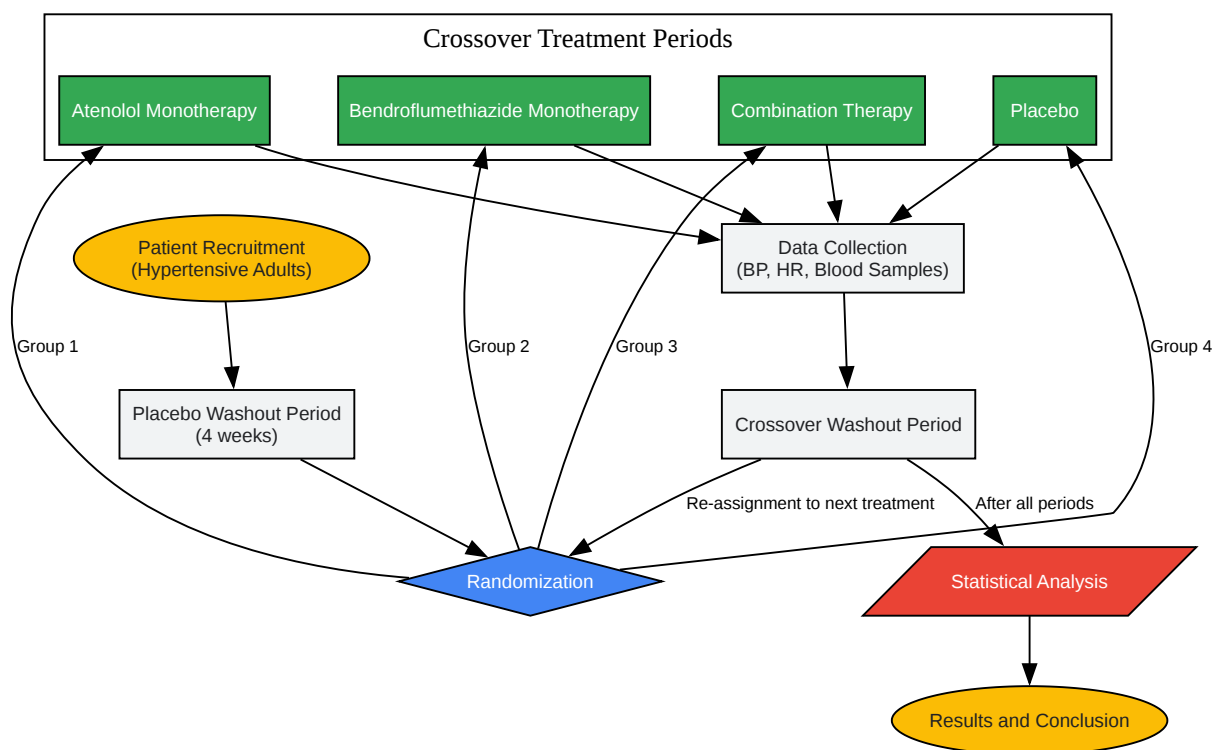 Crossover Treatment Periods
Atenolol Monotherapy
Bendroflumethiazide Monotherapy
Combination Therapy
Placebo
Patient Recruitment
(Hypertensive Adults)
Data Collection
(BP, HR, Blood Samples)
Group 1
Group 2
Group 3
Group 4
Placebo Washout Period
(4 weeks)
Crossover Washout Period
Re-assignment to next treatment
After all periods
Randomization
Statistical Analysis
Results and Conclusion